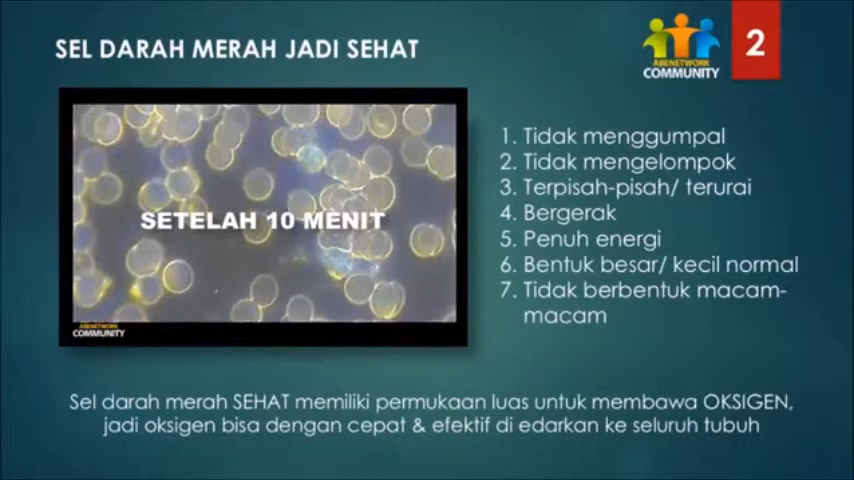 SEL DARAH MERAH JADI SEHAT
ABENETWORK
COMMUNITY
2
SETELAH 10 MENIT
ABENETWORK
COMMUNITY
1. Tidak menggumpal
2. Tidak mengelompok
3. Terpisah-pisah/ terurai
4. Bergerak
5. Penuh energi
6. Bentuk besar/ kecil normal
7. Tidak berbentuk macam-
macam
Sel darah merah SEHAT memiliki permukaan luas untuk membawa OKSIGEN,
jadi oksigen bisa dengan cepat & efektif di edarkan ke seluruh tubuh